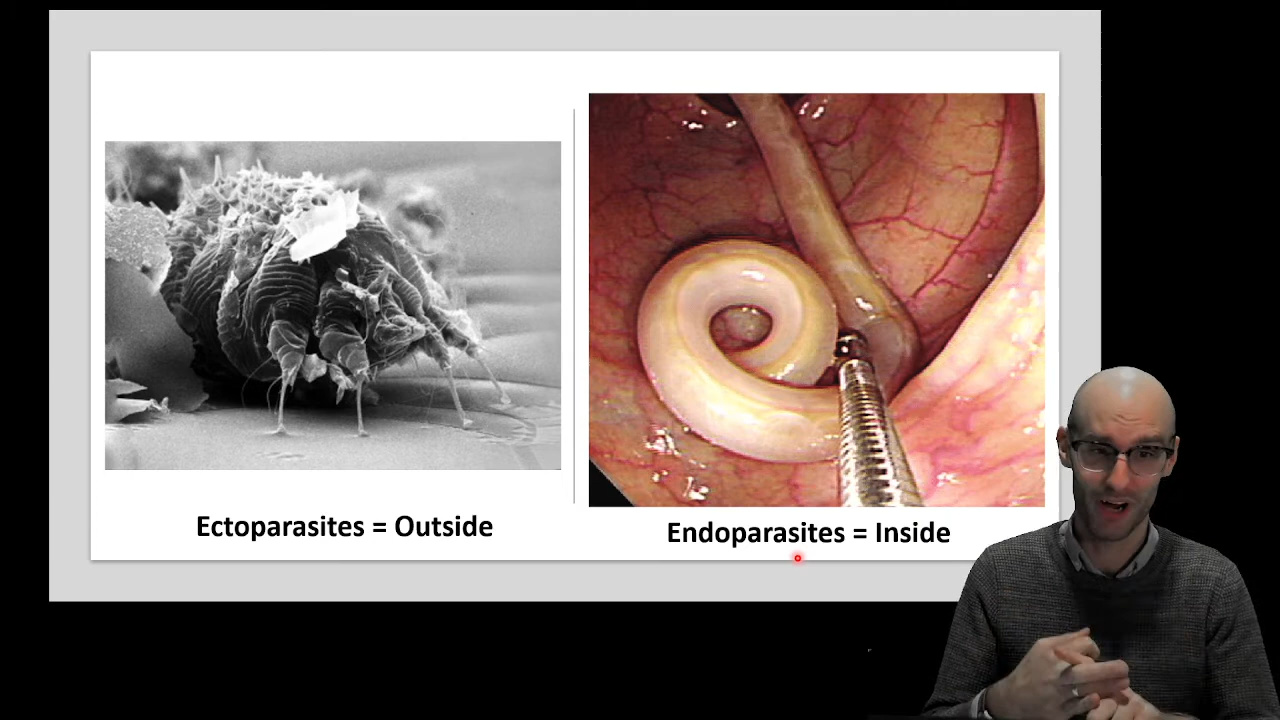 Ectoparasites = Outside
Endoparasites = Inside